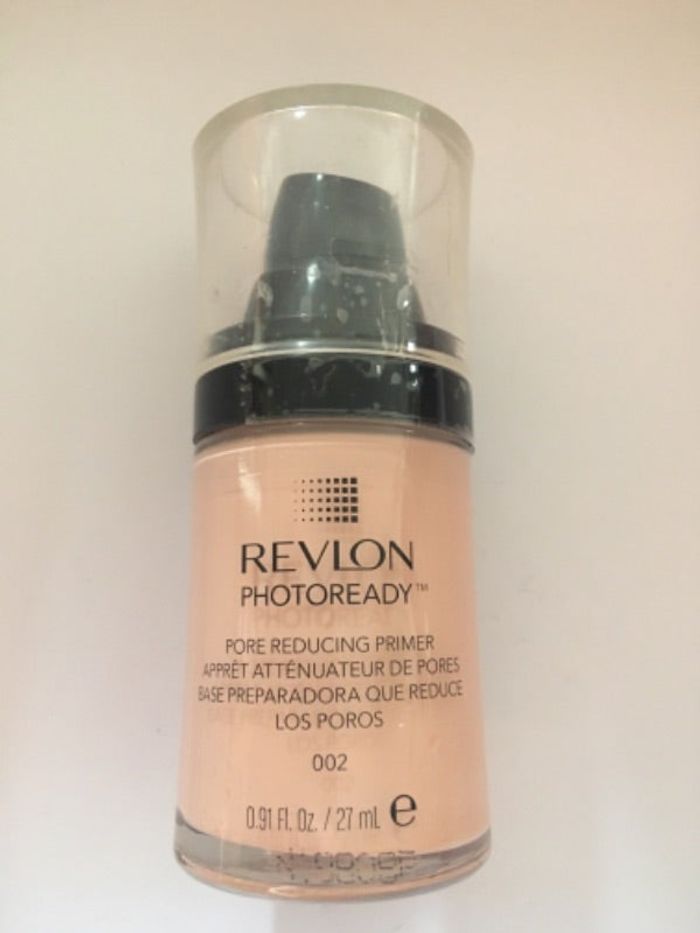 REVLON
PHOTOREADY™
PORE REDUCING PRIMER
APPRÊT ATTÉNUATEUR DE PORES
BASE PREPARADORA QUE REDUCE
LOS POROS
002
0.91 Fl. Oz. / 27 mL ℮